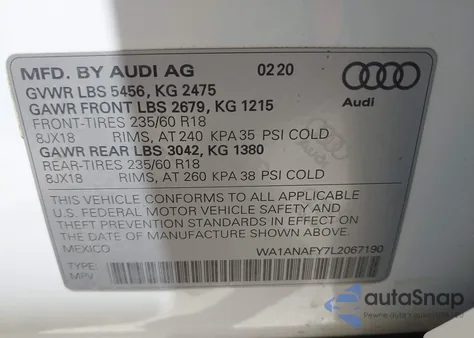 MFD. BY AUDI AG 0220
GVWR LBS 5456, KG 2475
GAWR FRONT LBS 2679, KG 1215
FRONT-TIRES 235/60 R18
8JX18 RIMS, AT 240 KPA 35 PSI COLD
GAWR REAR LBS 3042, KG 1380
REAR-TIRES 235/60 R18
8JX18 RIMS, AT 260 KPA 38 PSI COLD
Audi
THIS VEHICLE CONFORMS TO ALL APPLICABLE
U.S. FEDERAL MOTOR VEHICLE SAFETY AND
THEFT PREVENTION STANDARDS IN EFFECT ON
THE DATE OF MANUFACTURE SHOWN ABOVE.
MEXICO WA1ANAFY7L2067190
TYPE:
MPV
autoSnap